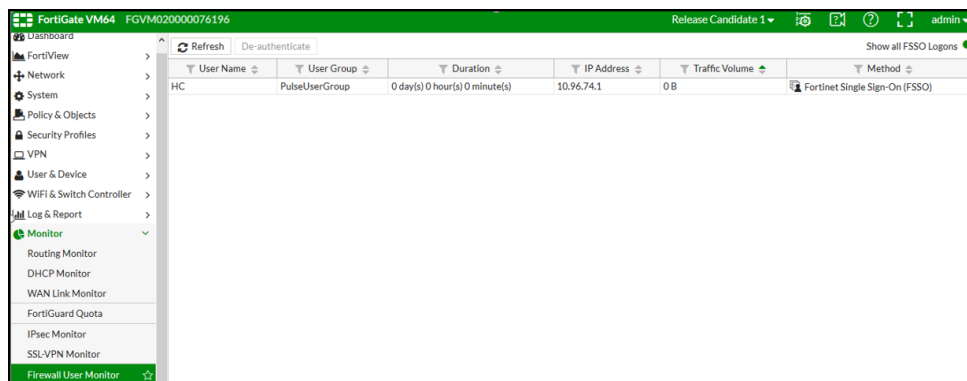 FortiGate VM64 FGVM020000076196
Release Candidate 1
admin
Dashboard
FortiView
Network
System
Policy & Objects
Security Profiles
VPN
User & Device
WiFi & Switch Controller
Log & Report
Monitor
Routing Monitor
DHCP Monitor
WAN Link Monitor
FortiGuard Quota
IPsec Monitor
SSL-VPN Monitor
Firewall User Monitor
Refresh De-authenticate Show all FSSO Logons
User Name User Group Duration IP Address Traffic Volume Method
HC PulseUserGroup 0 day(s) 0 hour(s) 0 minute(s) 10.96.74.1 0 B Fortinet Single Sign-On (FSSO)